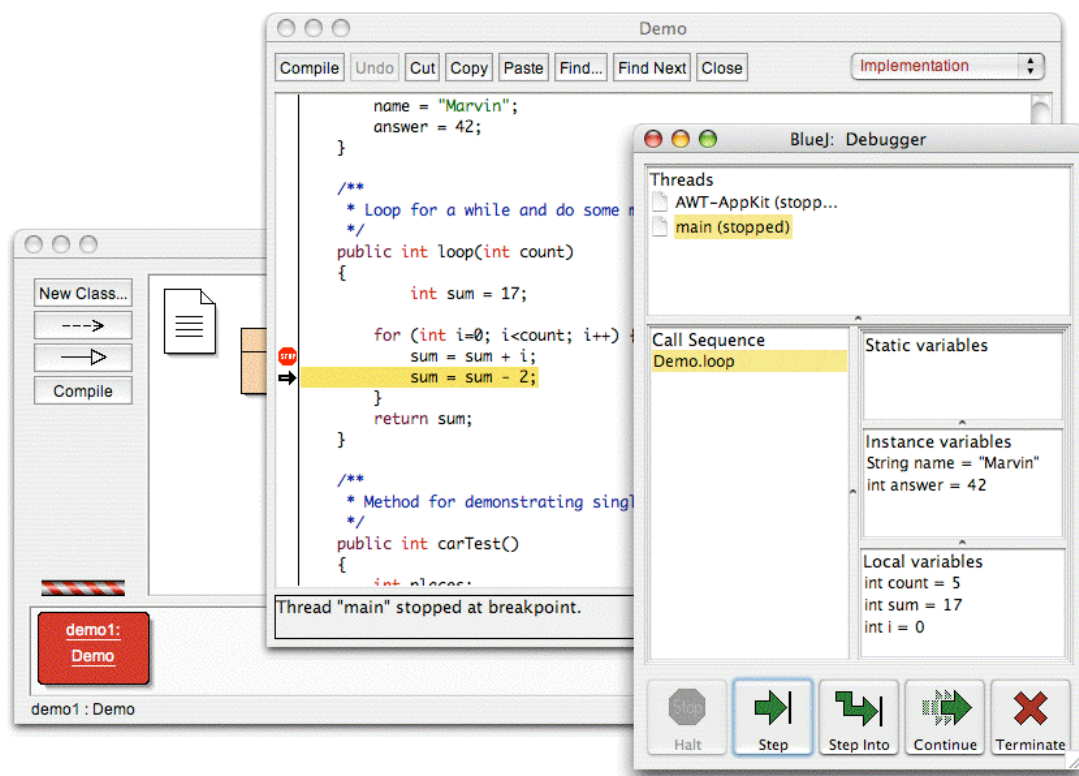 Demo
Compile Undo Cut Copy Paste Find... Find Next Close Implementation
name = "Marvin";
answer = 42;
}
/**
* Loop for a while and do some
*/
public int loop(int count)
{
int sum = 17;
for (int i=0; i<count; i++) {
STOP
sum = sum + i;
sum = sum - 2;
}
return sum;
}
/**
* Method for demonstrating
*/
public int carTest()
{
int places;
Thread "main" stopped at breakpoint.
New Class...
Compile
demo1:
Demo
demo1 : Demo
BlueJ: Debugger
Threads
AWT-AppKit (stopp...
main (stopped)
Call Sequence
Demo.loop
Static variables
Instance variables
String name = "Marvin"
int answer = 42
Local variables
int count = 5
int sum = 17
int i = 0
Stop
Halt Step Step Into Continue Terminate